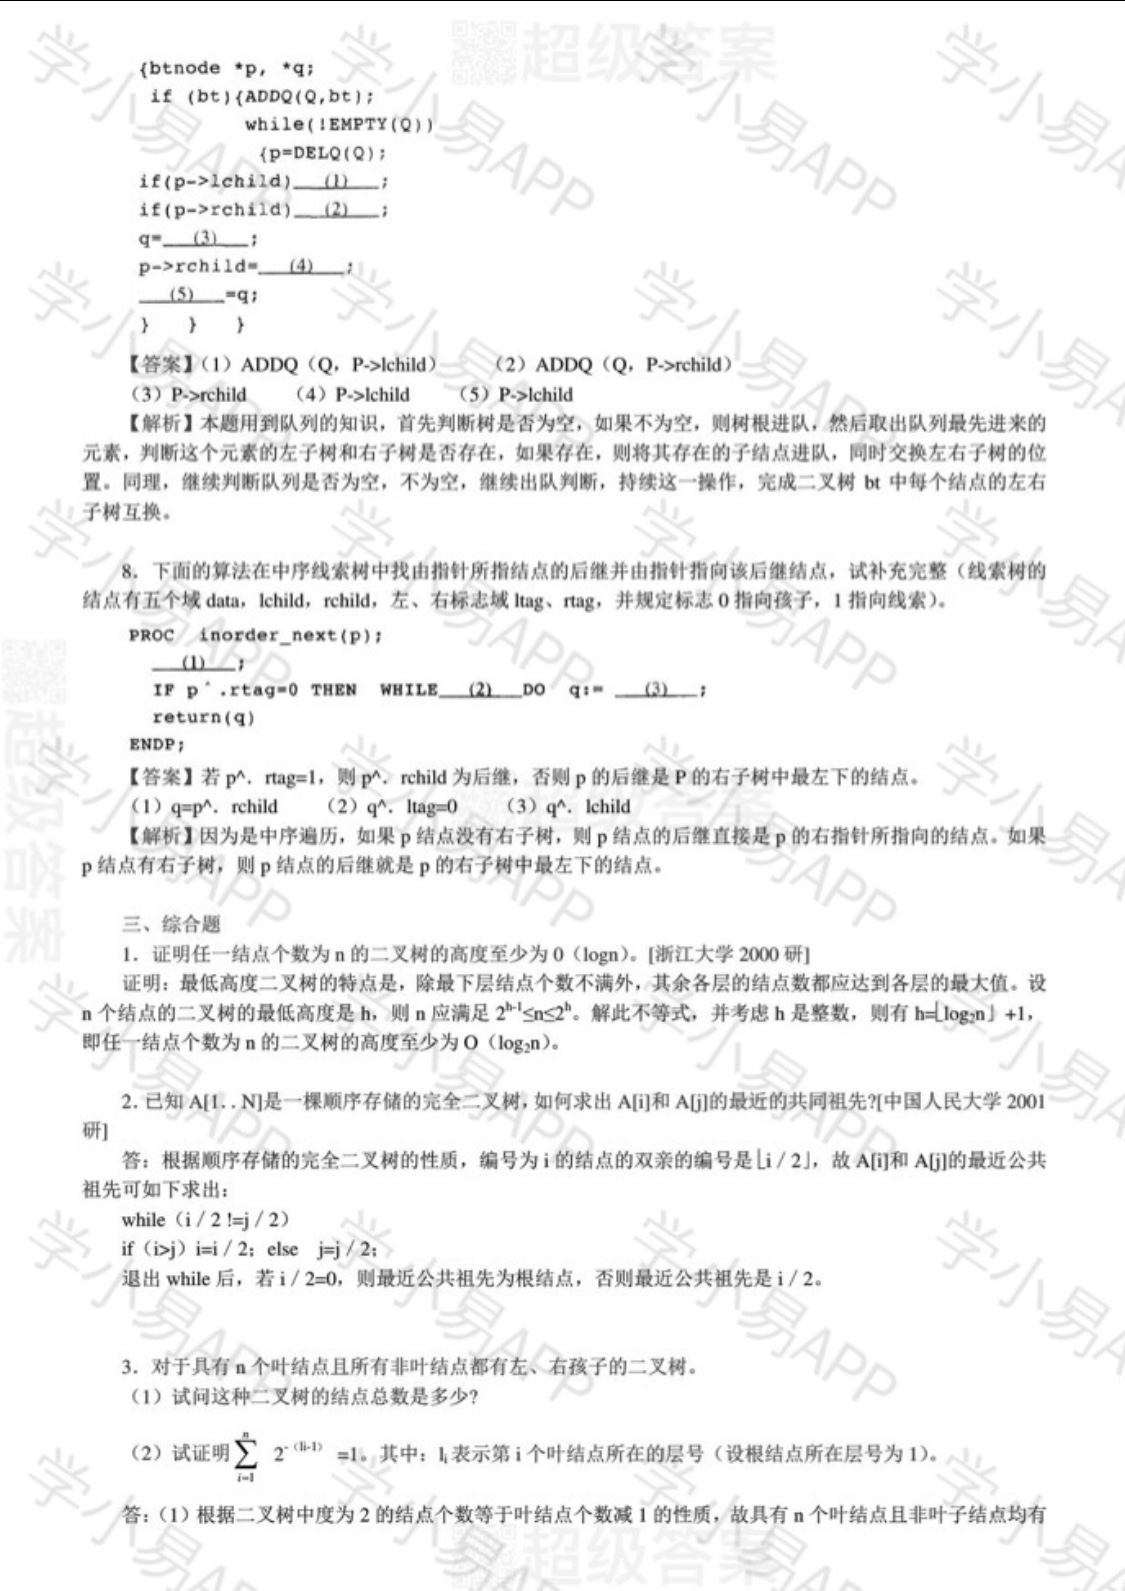 {btnode *p, *q;
if (bt){ADDQ(Q,bt);
while(!EMPTY(Q))
{p=DELQ(Q);
if(p->lchild)___(1)___;
if(p->rchild)___(2)___;
q=___(3)___;
p->rchild=___(4)___;
___(5)___=q;
} } }
【答案】（1）ADDQ（Q，P->lchild） （2）ADDQ（Q，P->rchild）
（3）P->rchild （4）P->lchild （5）P->lchild
【解析】本题用到队列的知识，首先判断树是否为空，如果不为空，则树根进队，然后取出队列最先进来的
元素，判断这个元素的左子树和右子树是否存在，如果存在，则将其存在的子结点进队，同时交换左右子树的位
置。同理，继续判断队列是否为空，不为空，继续出队判断，持续这一操作，完成二叉树 bt 中每个结点的左右
子树互换。
8．下面的算法在中序线索树中找由指针所指结点的后继并由指针指向该后继结点，试补充完整（线索树的
结点有五个域 data，lchild，rchild，左、右标志域 ltag、rtag，并规定标志 0 指向孩子，1 指向线索）。
PROC inorder_next(p);
___(1)___;
IF p^.rtag=0 THEN WHILE___(2)___DO q:= ___(3)___;
return(q)
ENDP;
【答案】若 p^．rtag=1，则 p^．rchild 为后继，否则 p 的后继是 P 的右子树中最左下的结点。
（1）q=p^．rchild （2）q^．ltag=0 （3）q^．lchild
【解析】因为是中序遍历，如果 p 结点没有右子树，则 p 结点的后继直接是 p 的右指针所指向的结点。如果
p 结点有右子树，则 p 结点的后继就是 p 的右子树中最左下的结点。
三、综合题
1．证明任一结点个数为 n 的二叉树的高度至少为 0（logn）。[浙江大学 2000 研]
证明：最低高度二叉树的特点是，除最下层结点个数不满外，其余各层的结点数都应达到各层的最大值。设
n 个结点的二叉树的最低高度是 h，则 n 应满足 2^{h-1}≤n≤2^h。解此不等式，并考虑 h 是整数，则有 h=⌊log₂n⌋+1，
即任一结点个数为 n 的二叉树的高度至少为 O（log₂n）。
2．已知 A[1．．N]是一棵顺序存储的完全二叉树，如何求出 A[i]和 A[j]的最近的共同祖先?[中国人民大学 2001
研]
答：根据顺序存储的完全二叉树的性质，编号为 i 的结点的双亲的编号是⌊i／2⌋，故 A[i]和 A[j]的最近公共
祖先可如下求出：
while（i／2 !=j／2）
if（i>j）i=i／2；else j=j／2；
退出 while 后，若 i／2=0，则最近公共祖先为根结点，否则最近公共祖先是 i／2。
3．对于具有 n 个叶结点且所有非叶结点都有左、右孩子的二叉树。
（1）试问这种二叉树的结点总数是多少?
（2）试证明 ∑_{i=1}^{n} 2^{-（li-1）} =1。其中：l_i 表示第 i 个叶结点所在的层号（设根结点所在层号为 1）。
答：（1）根据二叉树中度为 2 的结点个数等于叶结点个数减 1 的性质，故具有 n 个叶结点且非叶子结点均有
学小易APP
超级答案